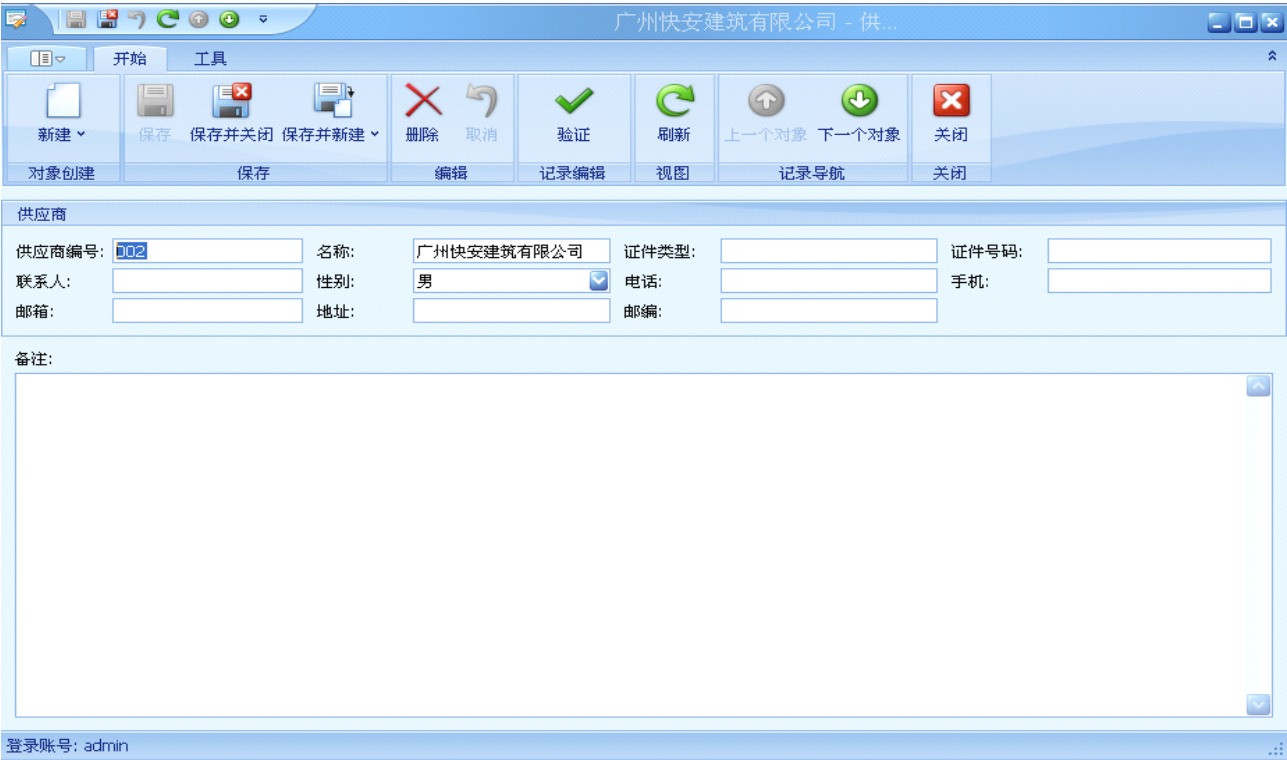 广州快安建筑有限公司 - 供...
开始 工具
新建 保存 保存并关闭 保存并新建 删除 取消 验证 刷新 上一个对象 下一个对象 关闭
对象创建 保存 编辑 记录编辑 视图 记录导航 关闭
供应商
供应商编号: 002 名称: 广州快安建筑有限公司 证件类型: 证件号码:
联系人: 性别: 男 电话: 手机:
邮箱: 地址: 邮编:
备注:
登录账号: admin